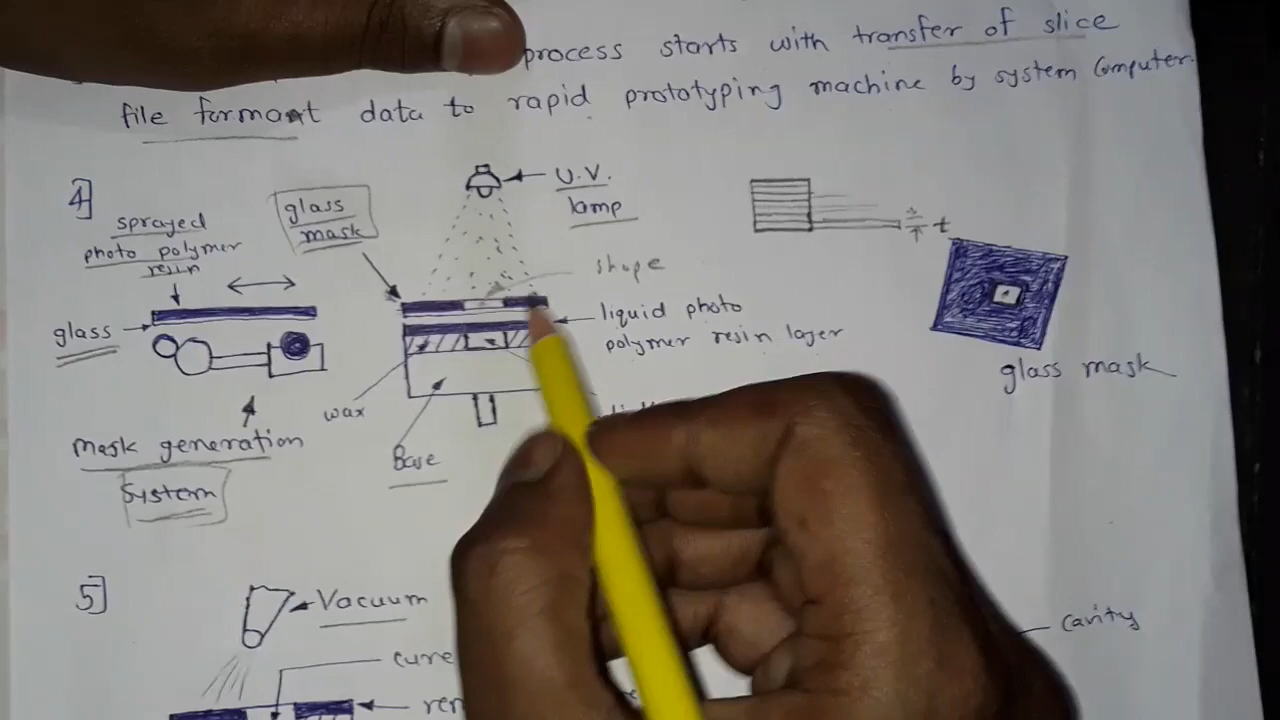 process starts with transfer of slice
file format data to rapid prototyping machine by system computer.
4]
sprayed
photo polymer
resin
glass
mask
U.V.
lamp
t
shape
glass
liquid photo
polymer resin layer
glass mask
wax
mask generation
system
Base
5]
Vacuum
cavity
cure